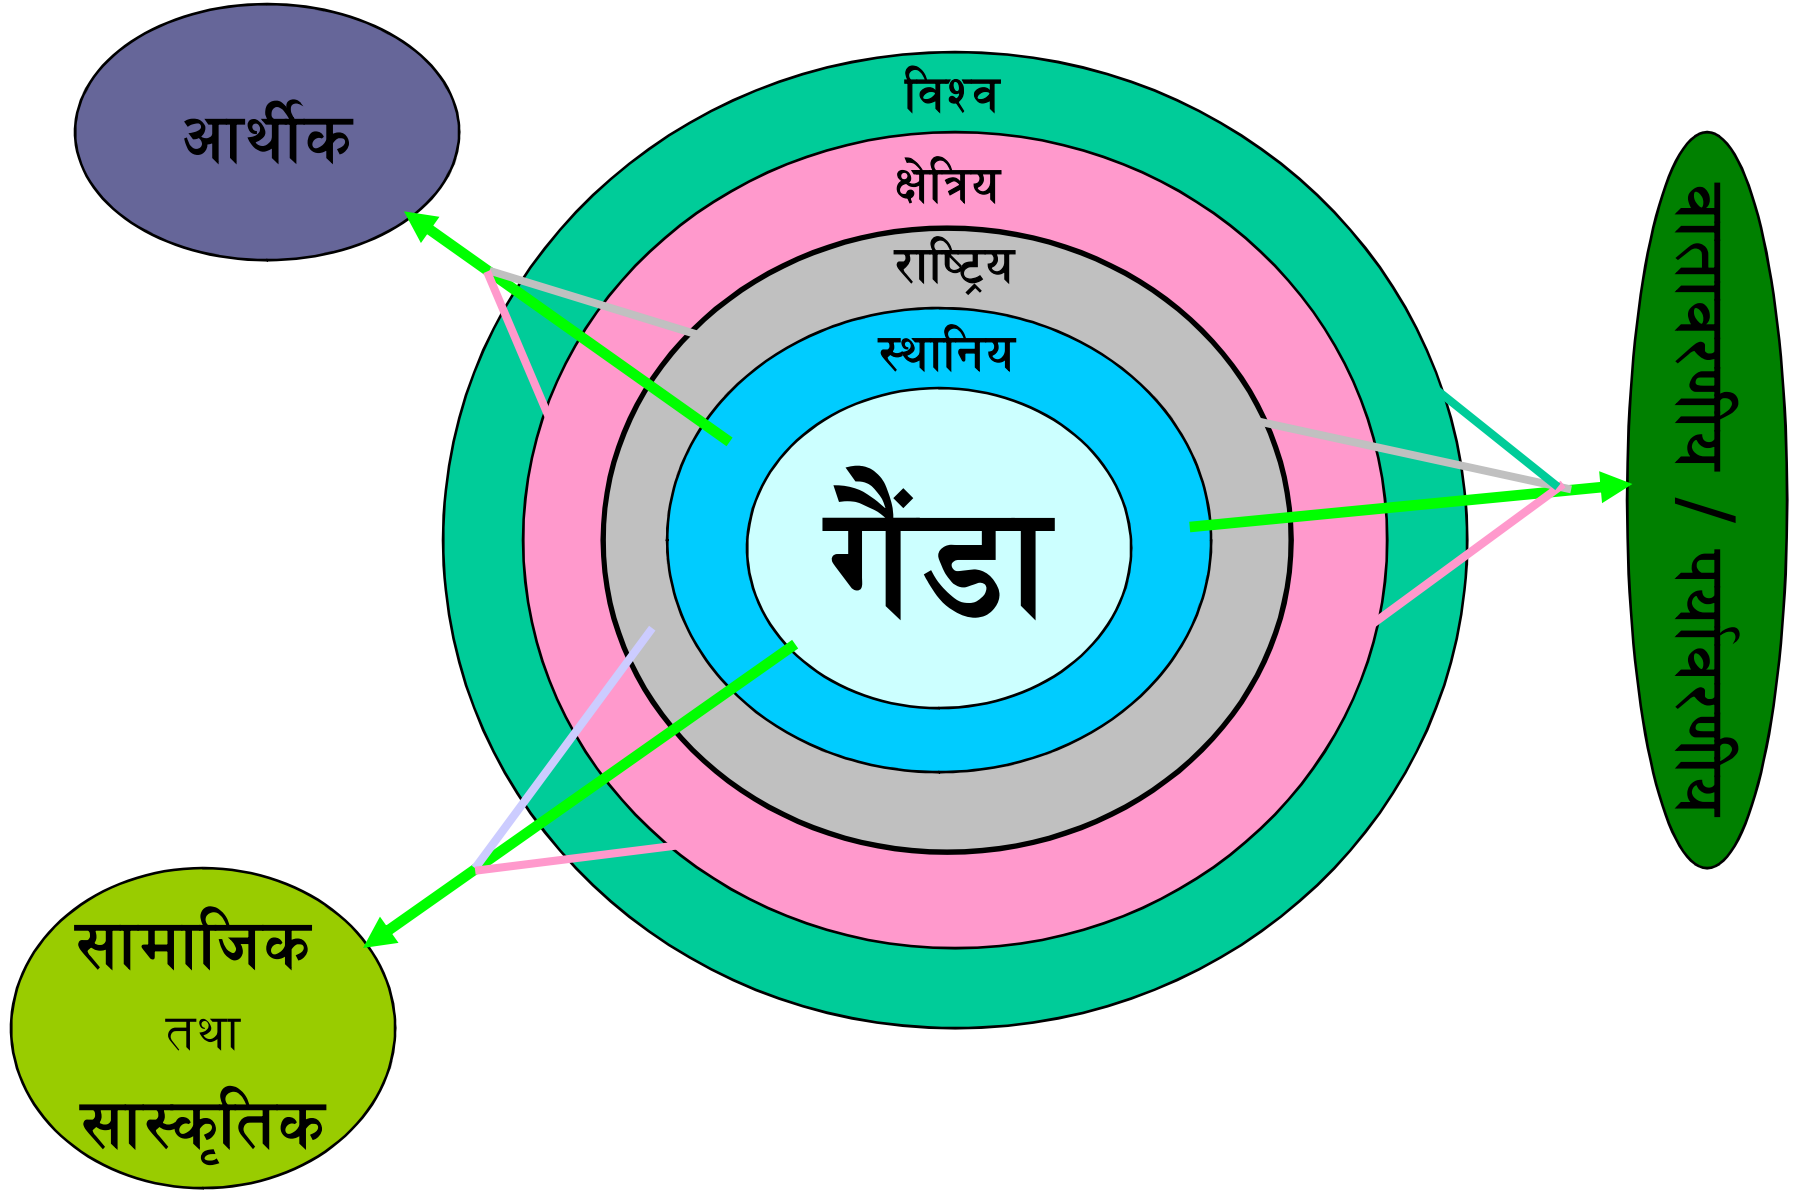 आर्थीक
विश्व
क्षेत्रिय
राष्ट्रिय
स्थानिय
गैंडा
वातावरणीय / पर्यावरणीय
सामाजिक
तथा
सास्कृतिक